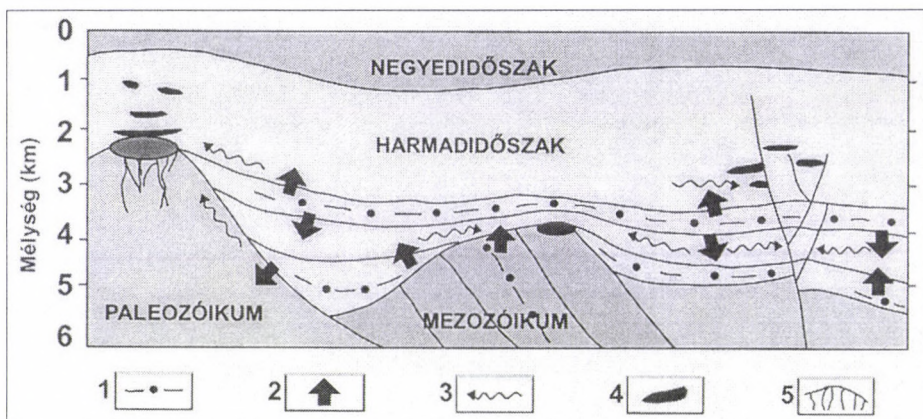 0
NEGYEDIDŐSZAK
1
2
HARMADIDŐSZAK
3
4
5
PALEOZÓIKUM
MEZOZÓIKUM
6
Mélység (km)
1
2
3
4
5